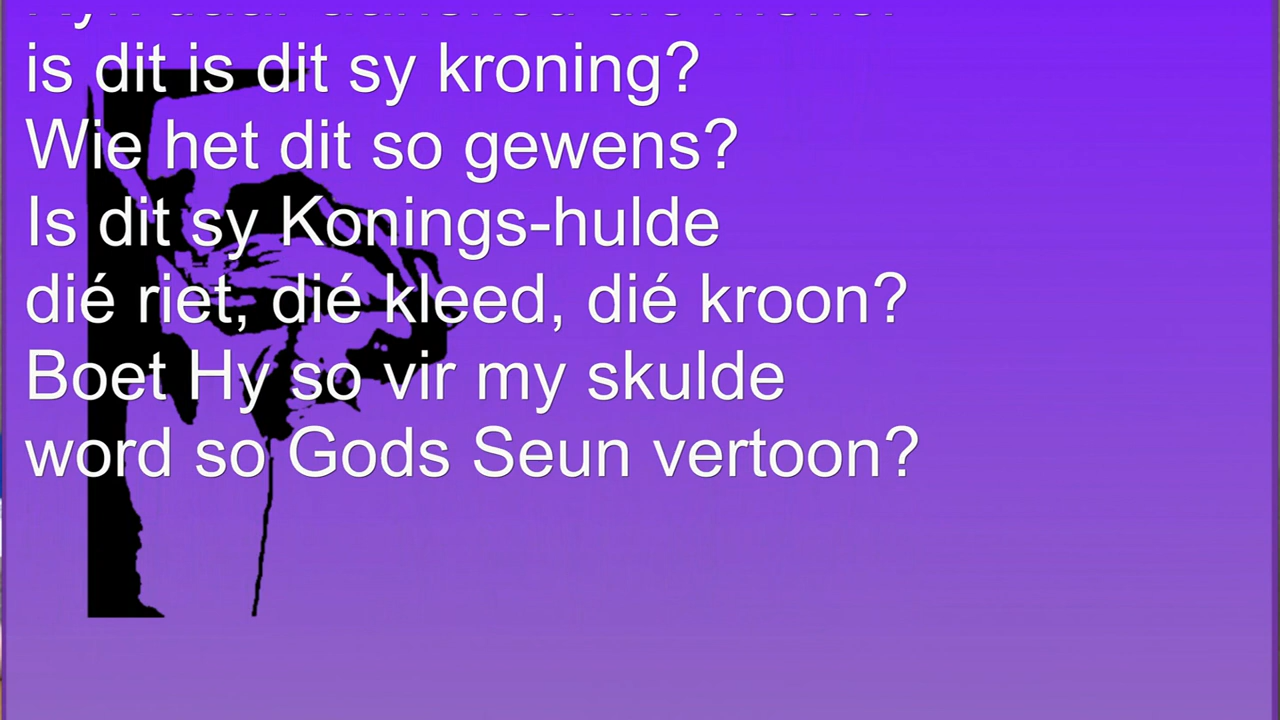 is dit is dit sy kroning?
Wie het dit so gewens?
Is dit sy Konings-hulde
dié riet, dié kleed, dié kroon?
Boet Hy so vir my skulde
word so Gods Seun vertoon?